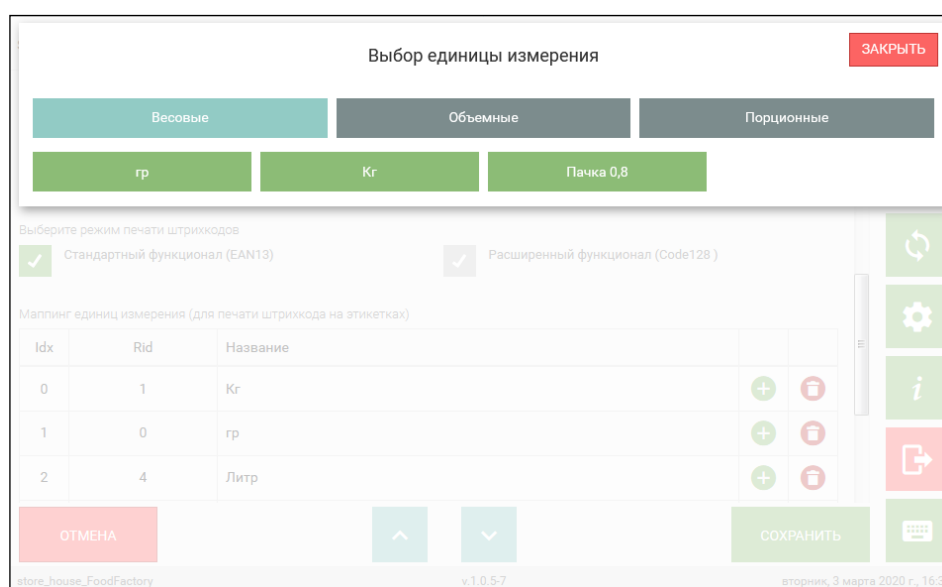 Выбор единицы измерения
ЗАКРЫТЬ
Весовые Объемные Порционные
гр Кг Пачка 0,8
Выберите режим печати штрихкодов
Стандартный функционал (EAN13) Расширенный функционал (Code128 )
Маппинг единиц измерения (для печати штрихкода на этикетках)
Idx Rid Название
0 1 Кг
1 0 гр
2 4 Литр
ОТМЕНА СОХРАНИТЬ
store_house_FoodFactory v.1.0.5-7 вторник, 3 марта 2020 г.,